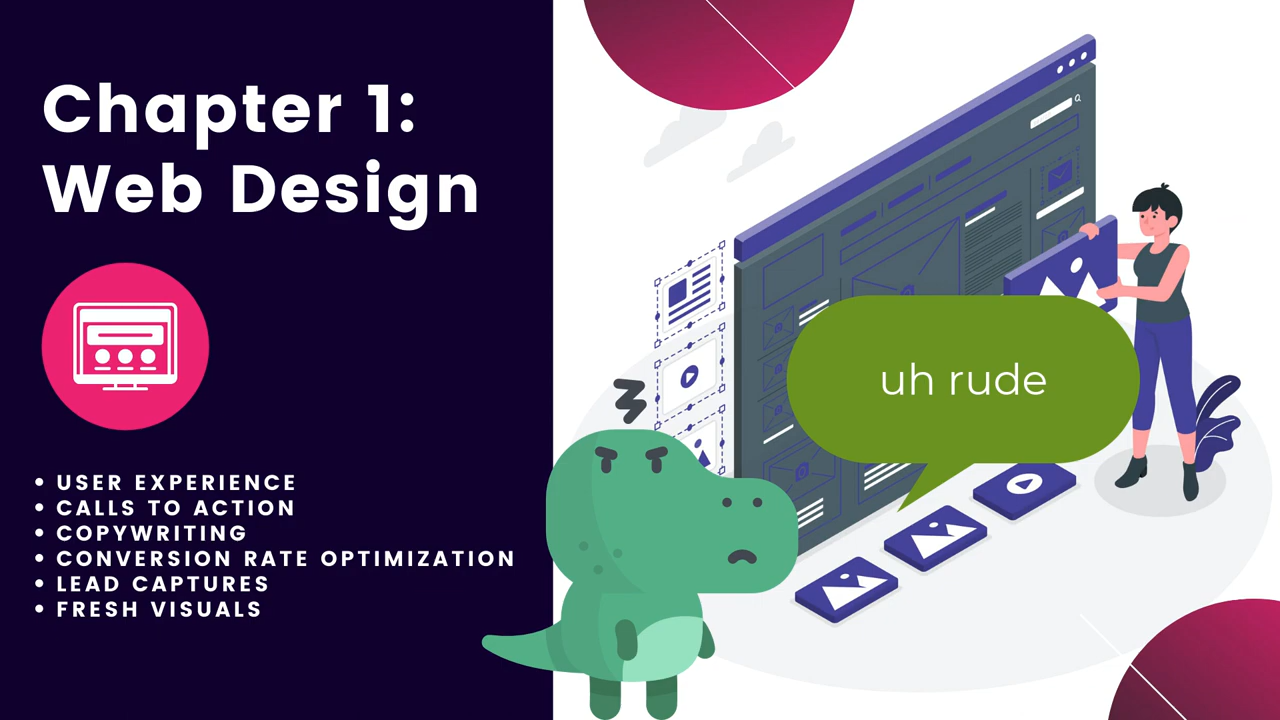 Chapter 1:
Web Design
• USER EXPERIENCE
• CALLS TO ACTION
• COPYWRITING
• CONVERSION RATE OPTIMIZATION
• LEAD CAPTURES
• FRESH VISUALS
uh rude